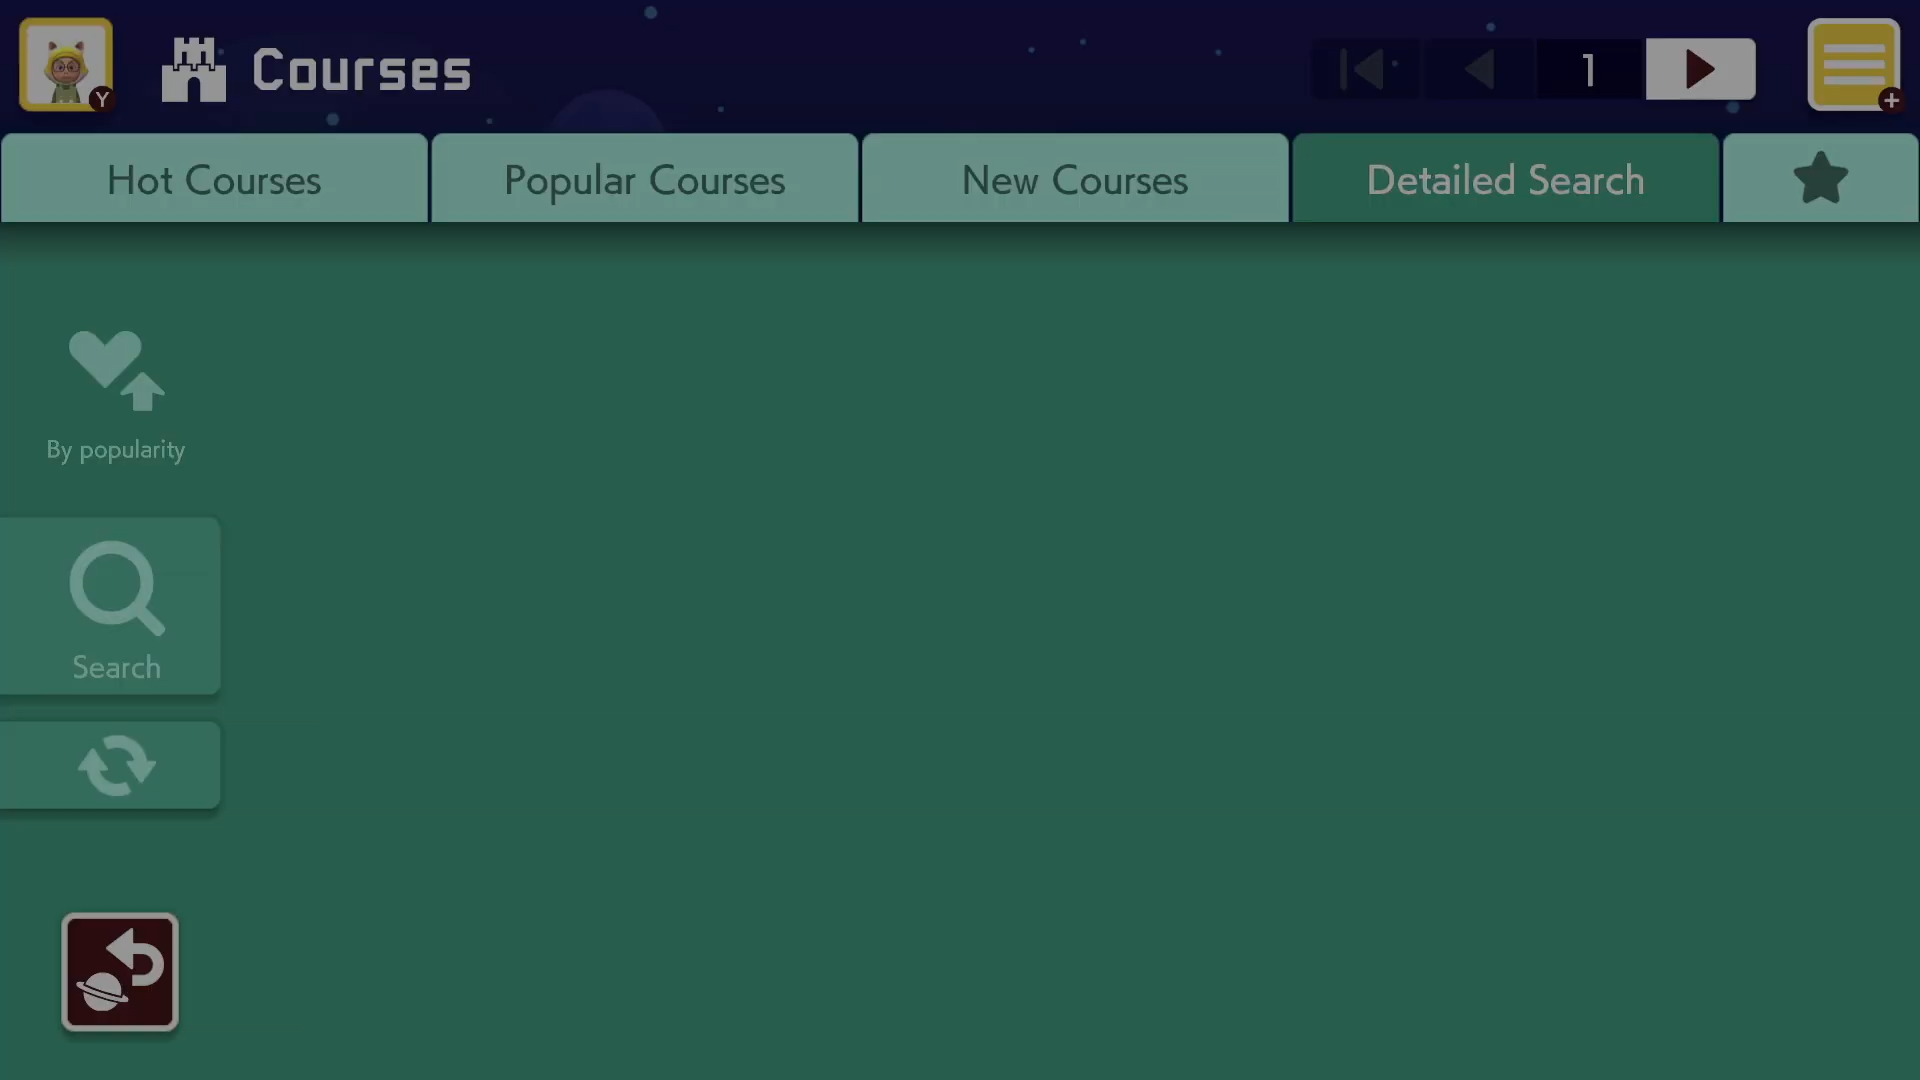 Courses
1
Y
+
Hot Courses
Popular Courses
New Courses
Detailed Search
By popularity
Search